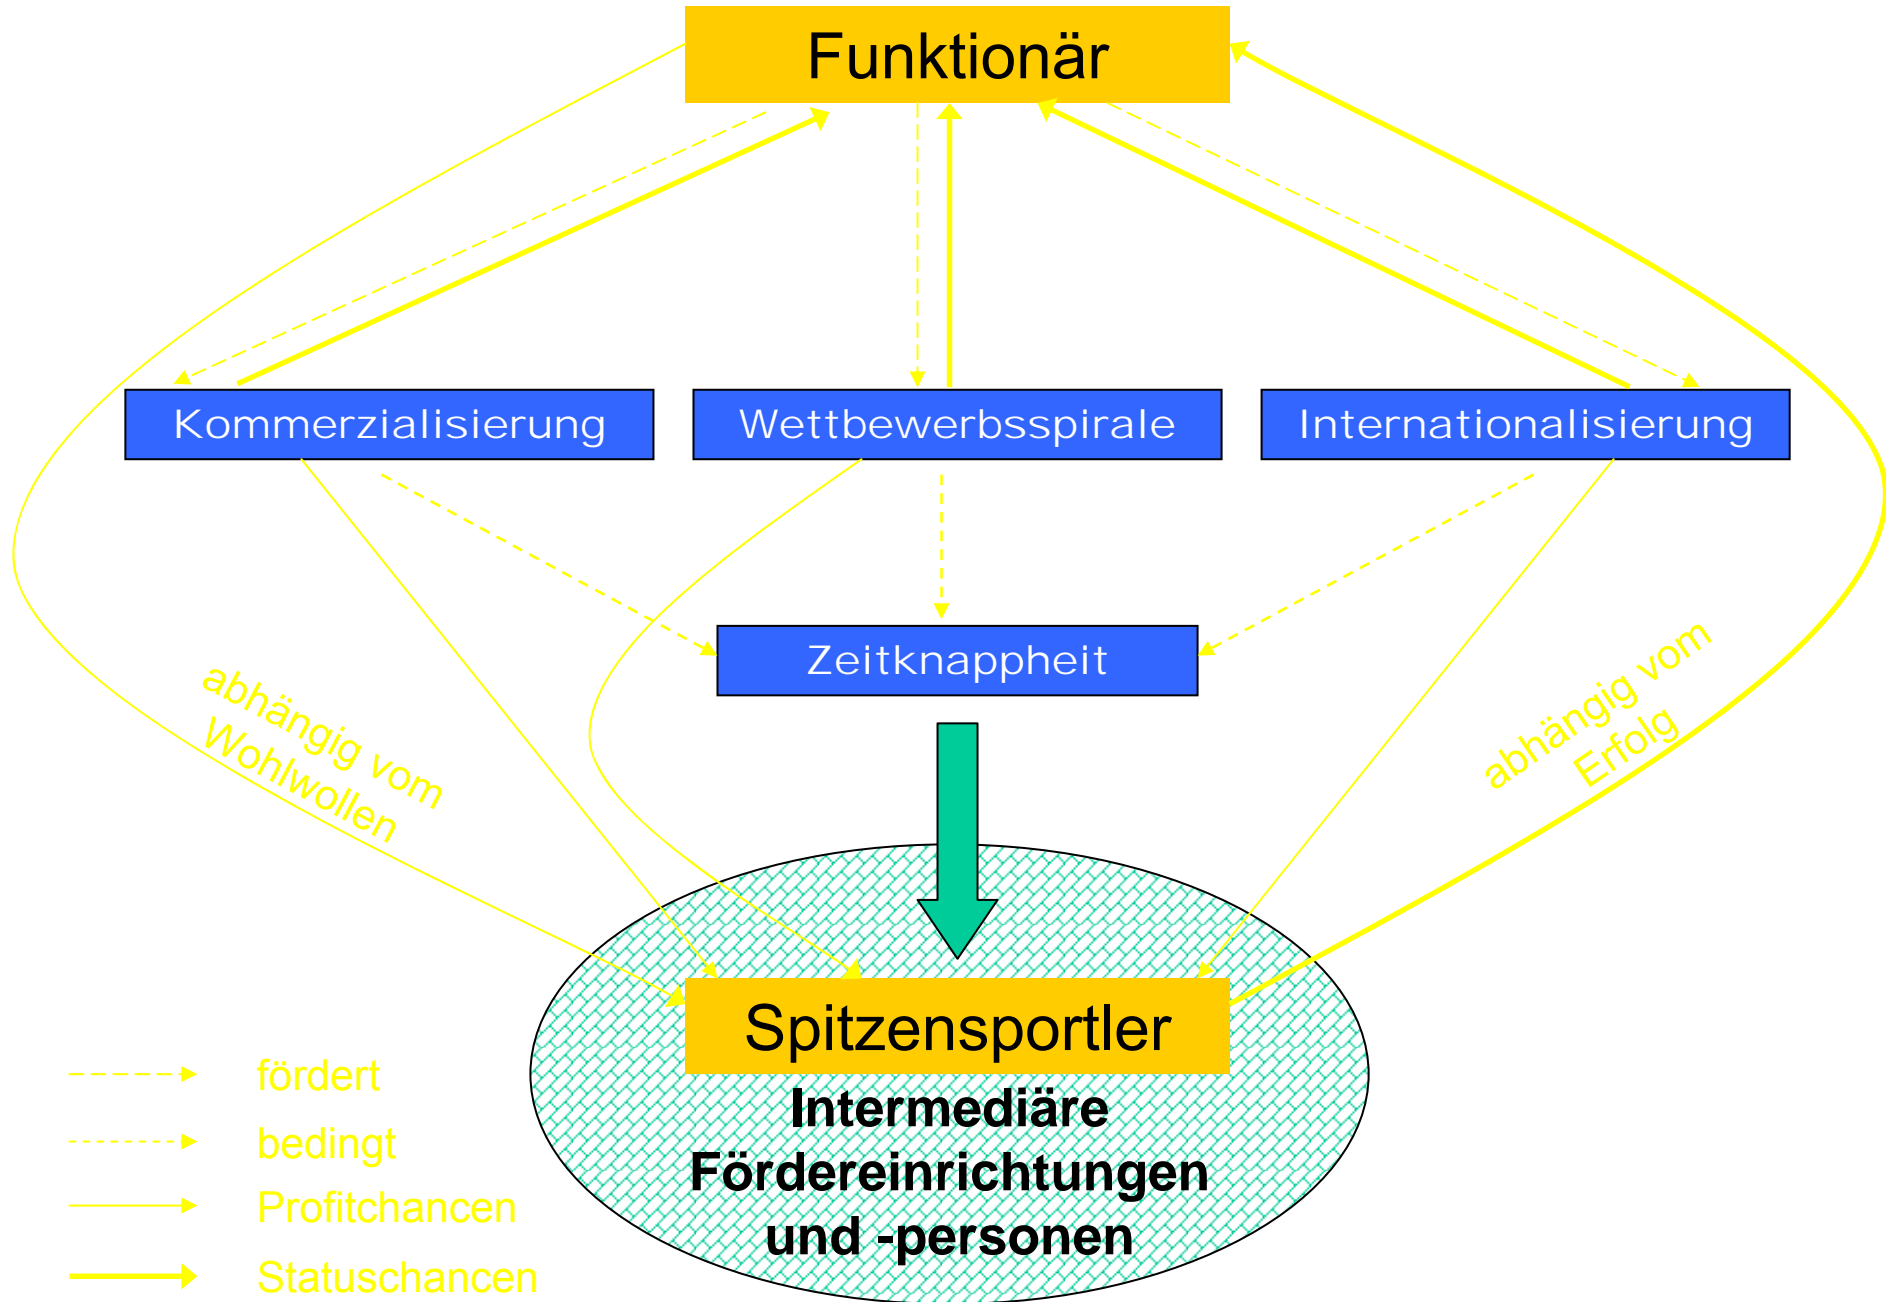 Funktionär
Kommerzialisierung
Wettbewerbsspirale
Internationalisierung
Zeitknappheit
abhängig vom
Wohlwollen
abhängig vom
Erfolg
Spitzensportler
Intermediäre
Fördereinrichtungen
und -personen
fördert
bedingt
Profitchancen
Statuschancen